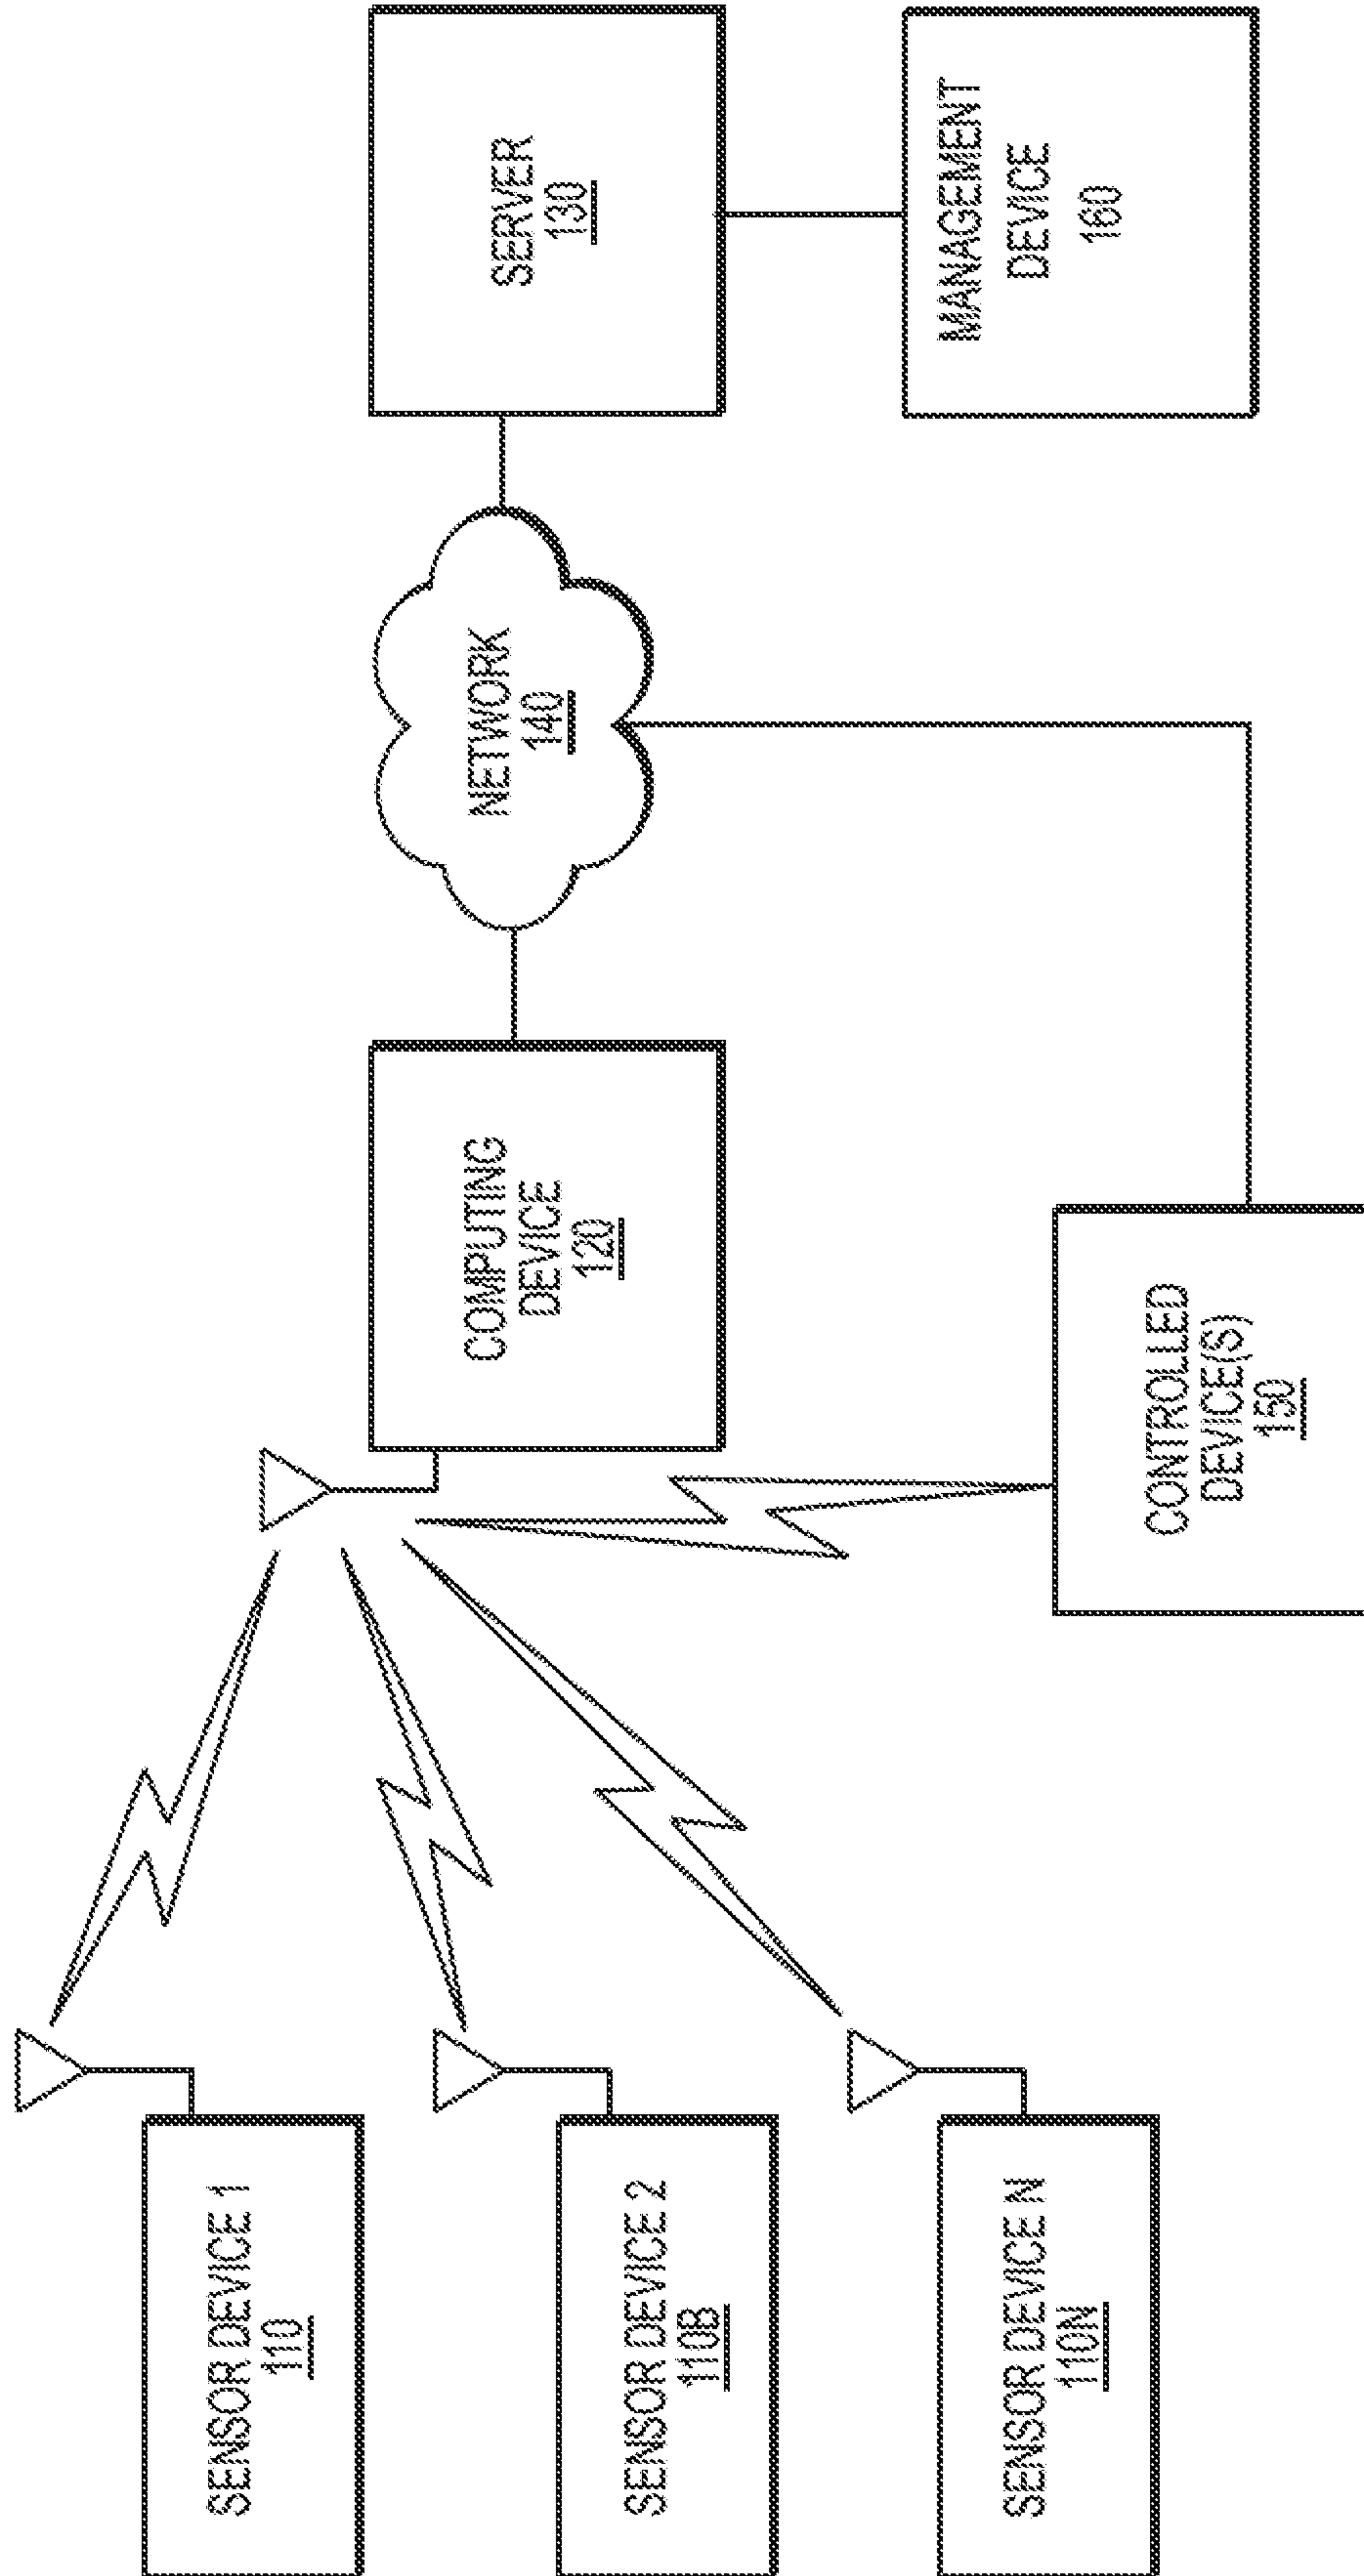 SENSOR DEVICE 1
110
SENSOR DEVICE 2
110B
SENSOR DEVICE N
110N
COMPUTING
DEVICE
120
CONTROLLED
DEVICE(S)
150
NETWORK
140
SERVER
130
MANAGEMENT
DEVICE
160